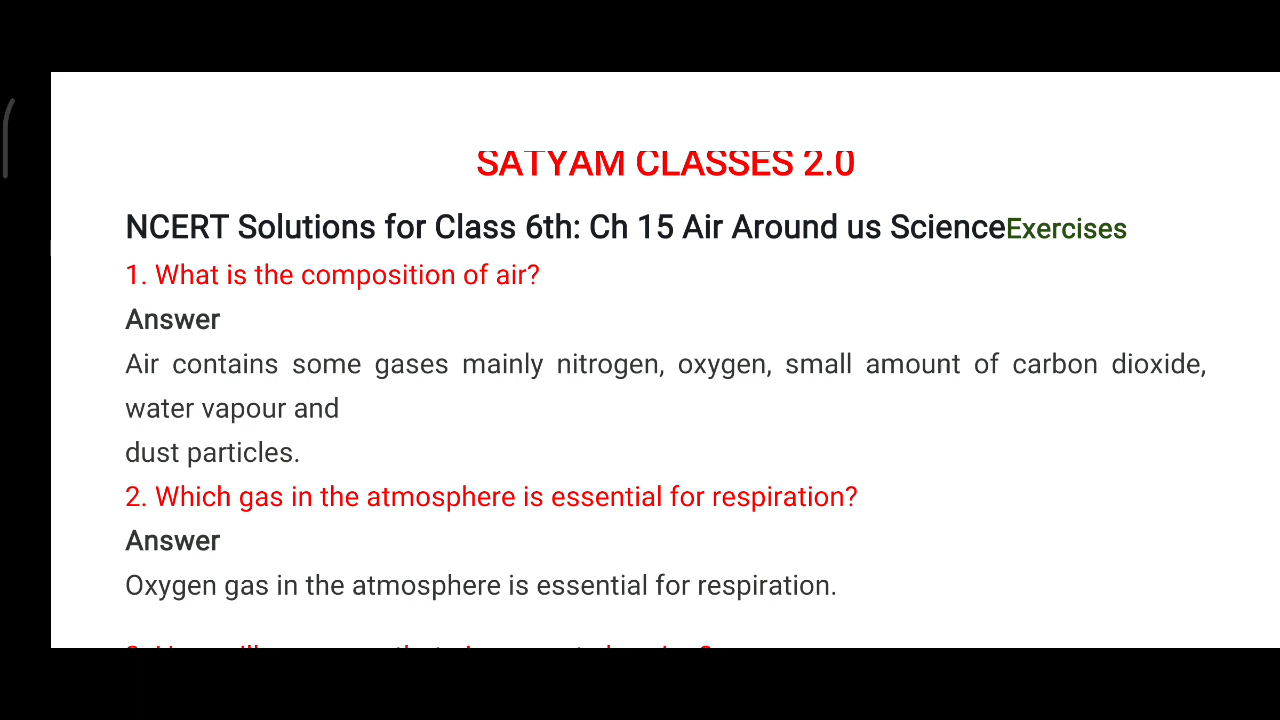 SATYAM CLASSES 2.0
NCERT Solutions for Class 6th: Ch 15 Air Around us ScienceExercises
1. What is the composition of air?
Answer
Air contains some gases mainly nitrogen, oxygen, small amount of carbon dioxide,
water vapour and
dust particles.
2. Which gas in the atmosphere is essential for respiration?
Answer
Oxygen gas in the atmosphere is essential for respiration.